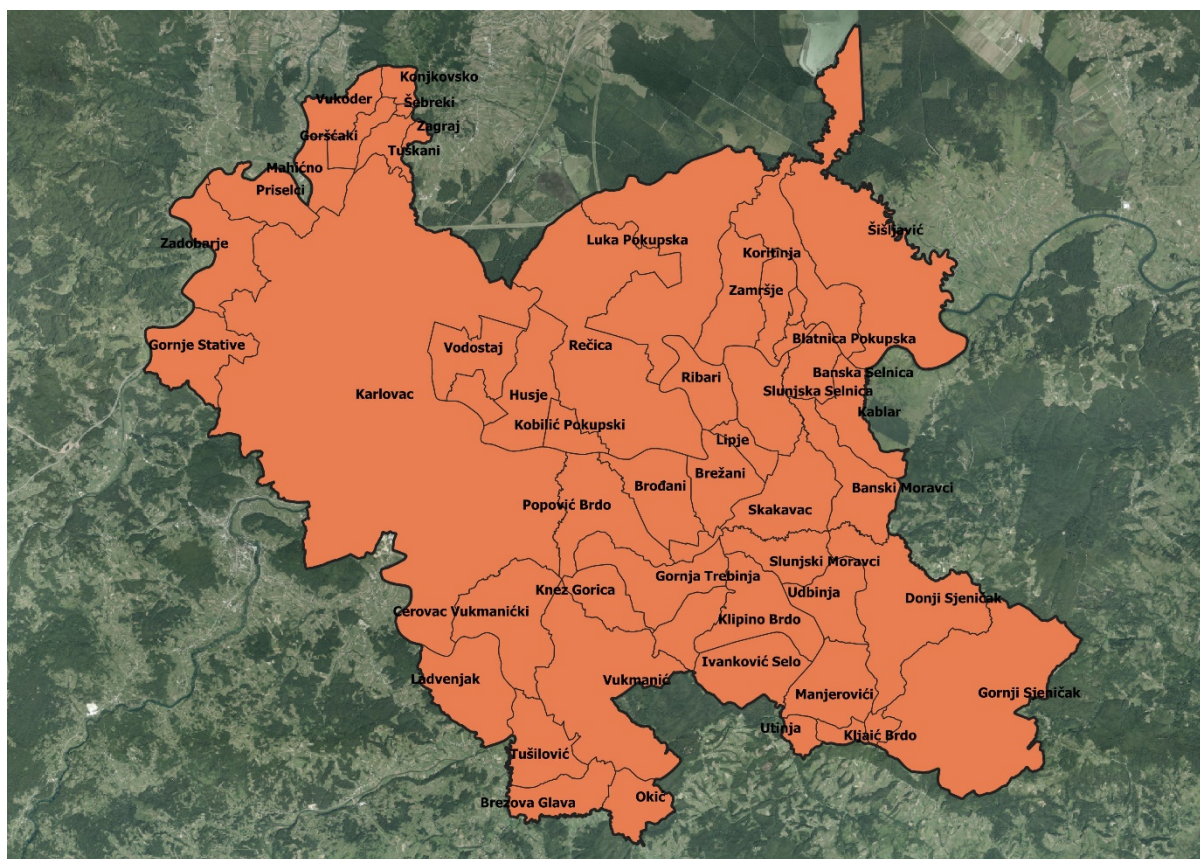 Konjkovsko
Vukoder
Šebreki
Zagraj
Goršćaki
Tuškani
Mahićno
Priselci
Šišljavić
Luka Pokupska
Zadobarje
Koritinja
Zamršje
Blatnica Pokupska
Gornje Stative
Vodostaj
Rečica
Banska Selnica
Ribari
Slunjska Selnica
Karlovac
Husje
Kablar
Kobilić Pokupski
Lipje
Brežani
Brođani
Banski Moravci
Popović Brdo
Skakavac
Slunjski Moravci
Gornja Trebinja
Knez Gorica
Udbinja
Donji Sjeničak
Cerovac Vukmanićki
Klipino Brdo
Ivanković Selo
Ladvenjak
Vukmanić
Manjerovići
Gornji Sjeničak
Utinja
Kljaić Brdo
Tušilović
Okić
Brezova Glava